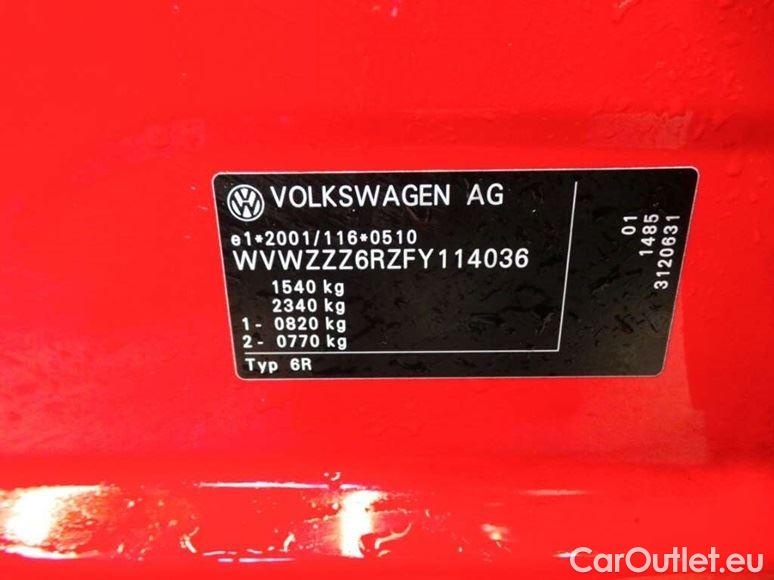 VOLKSWAGEN AG
e1*2001/116*0510
WVWZZZ6RZFY114036
1540 kg
2340 kg
1 - 0820 kg
2 - 0770 kg
Typ 6R
01
1485
3120631
CarOutlet.eu